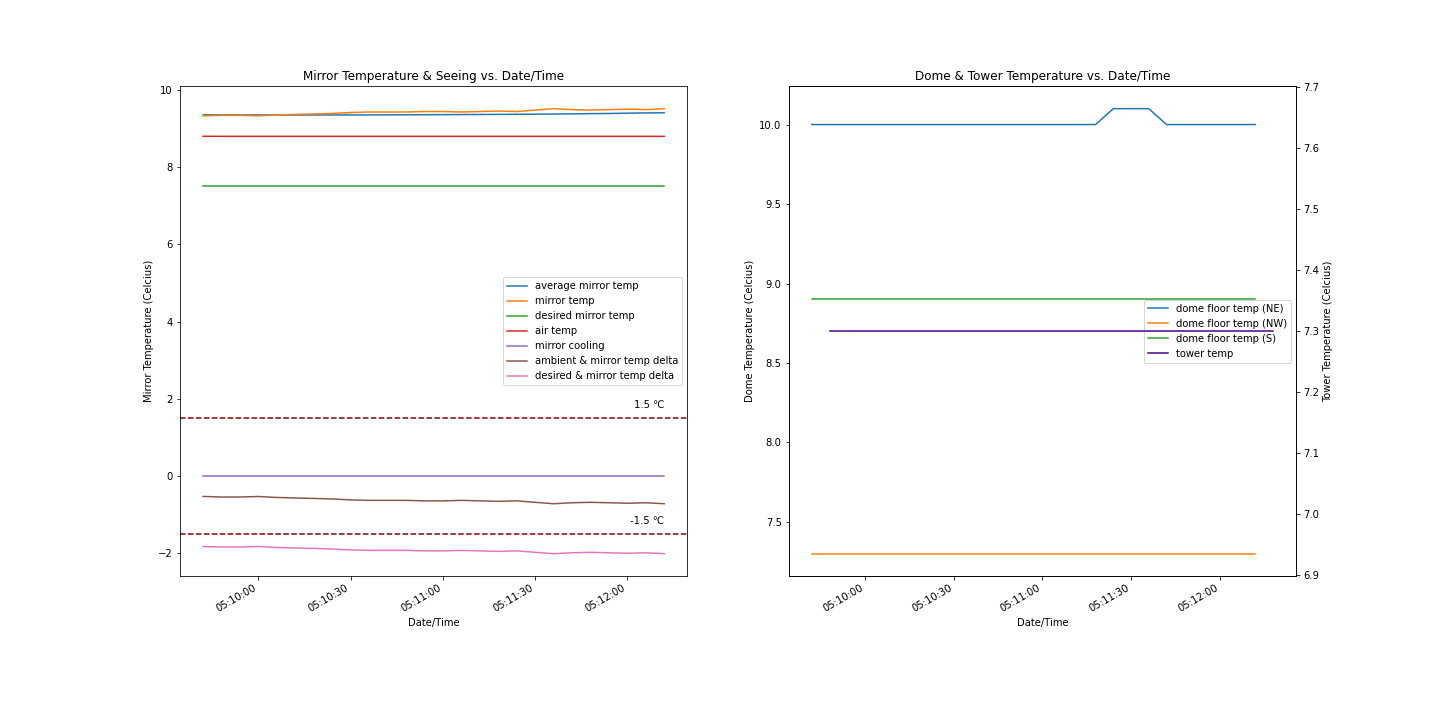 Mirror Temperature & Seeing vs. Date/Time
Mirror Temperature (Celcius)
10
8
6
4
2
0
−2
average mirror temp
mirror temp
desired mirror temp
air temp
mirror cooling
ambient & mirror temp delta
desired & mirror temp delta
1.5 ℃
-1.5 ℃
05:10:00
05:10:30
05:11:00
05:11:30
05:12:00
Date/Time
Dome & Tower Temperature vs. Date/Time
Dome Temperature (Celcius)
10.0
9.5
9.0
8.5
8.0
7.5
dome floor temp (NE)
dome floor temp (NW)
dome floor temp (S)
tower temp
7.7
7.6
7.5
7.4
7.3
7.2
7.1
7.0
6.9
Tower Temperature (Celcius)
05:10:00
05:10:30
05:11:00
05:11:30
05:12:00
Date/Time